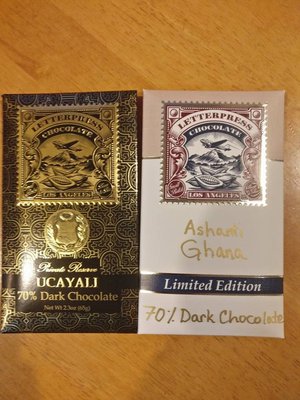 LETTERPRESS
CHOCOLATE
LOS ANGELES
Private Reserve
UCAYALI
70% Dark Chocolate
Net Wt 2.3oz (65g)
LETTERPRESS
CHOCOLATE
LOS ANGELES
Ashanti
Ghana
Limited Edition
70% Dark Chocolate